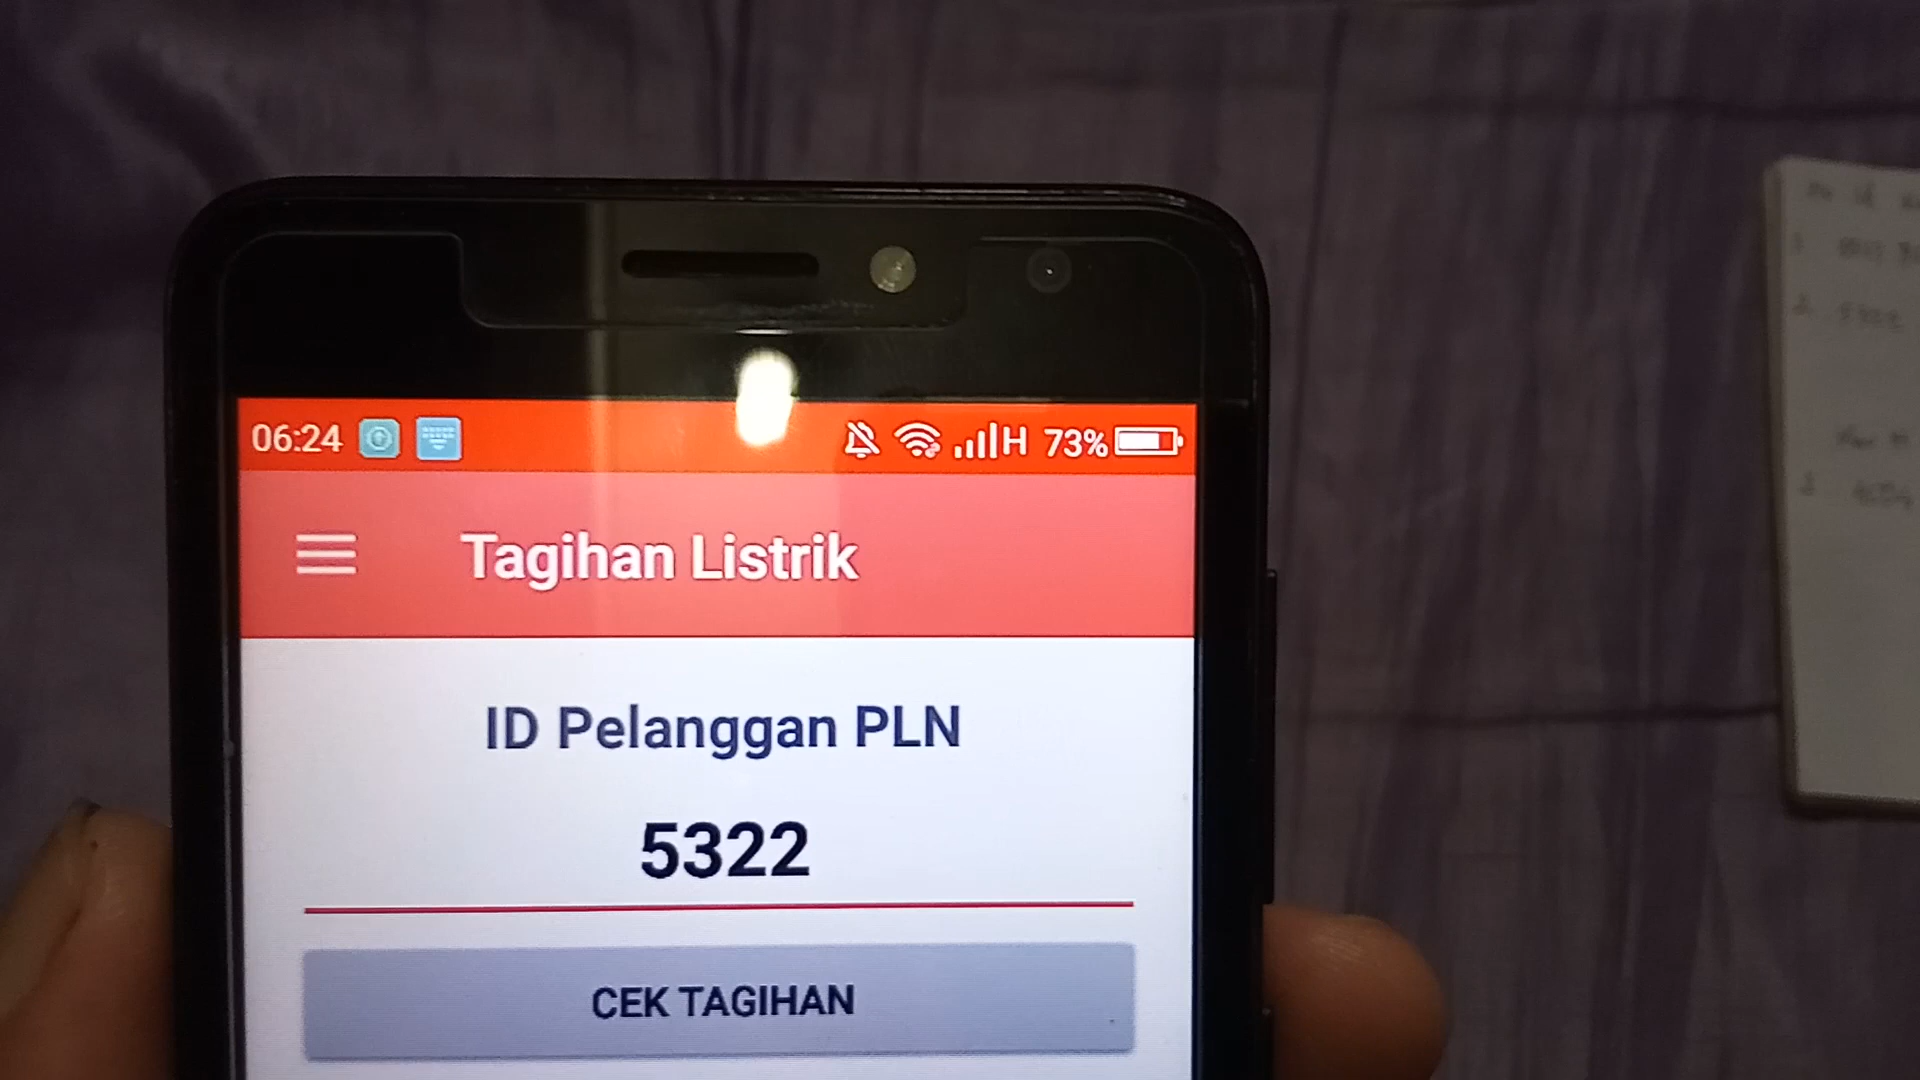 06:24 H 73%
Tagihan Listrik
ID Pelanggan PLN
5322
CEK TAGIHAN